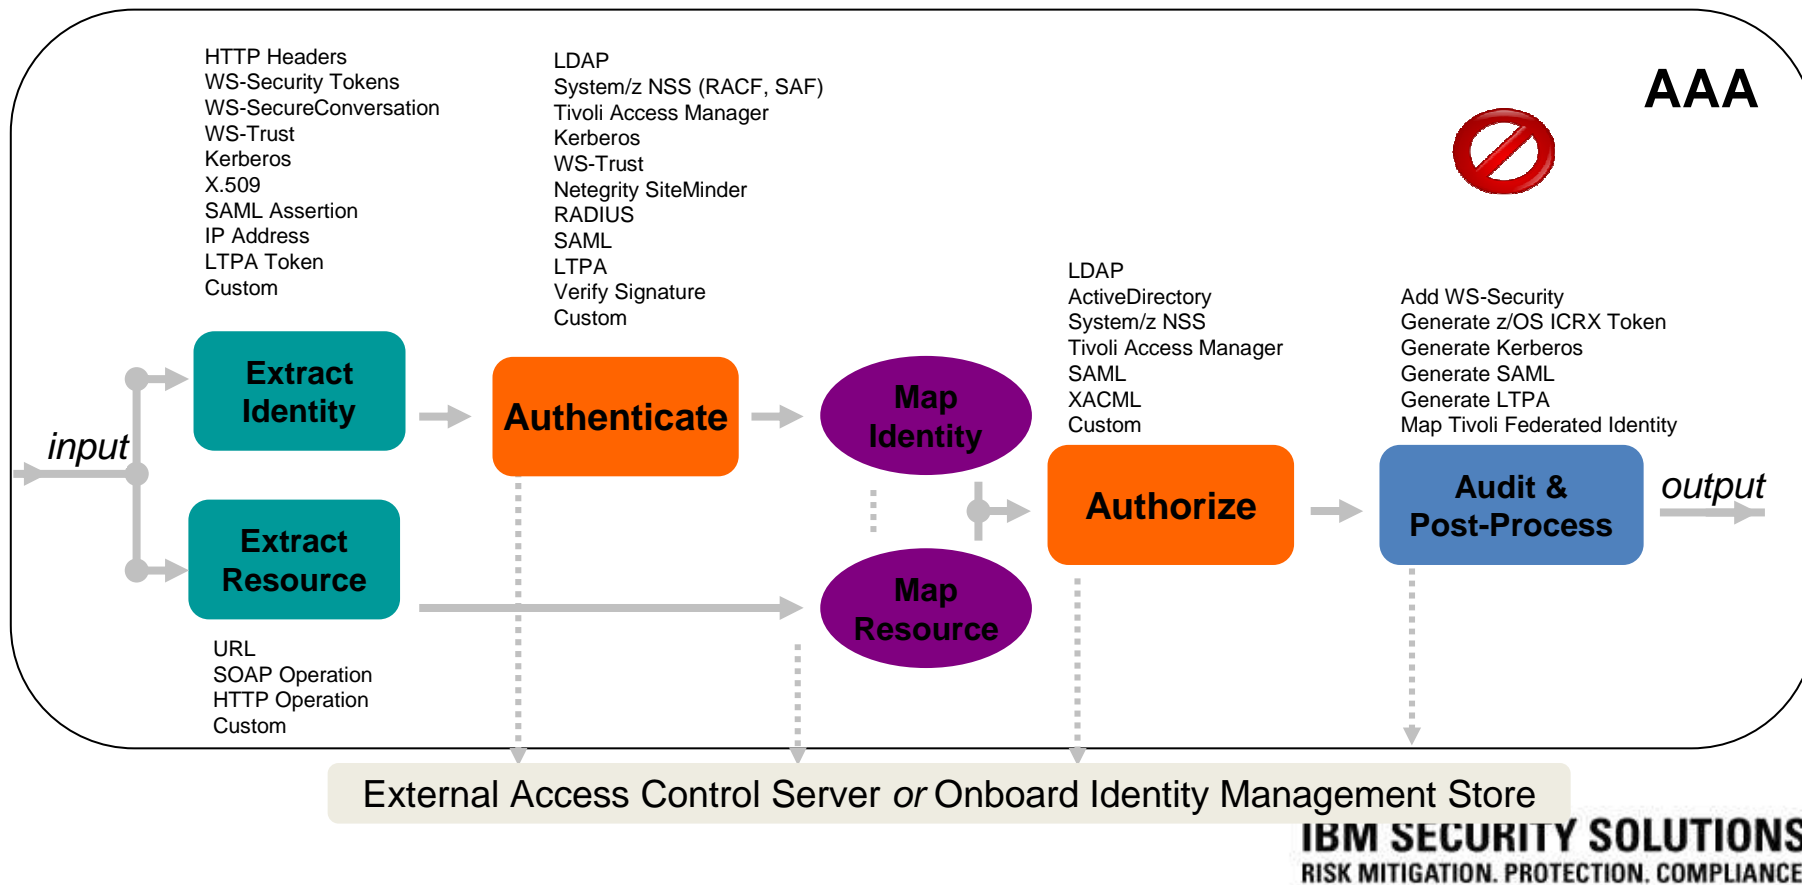 AAA
HTTP Headers
WS-Security Tokens
WS-SecureConversation
WS-Trust
Kerberos
X.509
SAML Assertion
IP Address
LTPA Token
Custom
LDAP
System/z NSS (RACF, SAF)
Tivoli Access Manager
Kerberos
WS-Trust
Netegrity SiteMinder
RADIUS
SAML
LTPA
Verify Signature
Custom
LDAP
ActiveDirectory
System/z NSS
Tivoli Access Manager
SAML
XACML
Custom
Add WS-Security
Generate z/OS ICRX Token
Generate Kerberos
Generate SAML
Generate LTPA
Map Tivoli Federated Identity
input
Extract
Identity
Authenticate
Map
Identity
Extract
Resource
Map
Resource
Authorize
Audit &
Post-Process
output
URL
SOAP Operation
HTTP Operation
Custom
External Access Control Server or Onboard Identity Management Store
IBM SECURITY SOLUTIONS
RISK MITIGATION. PROTECTION. COMPLIANCE